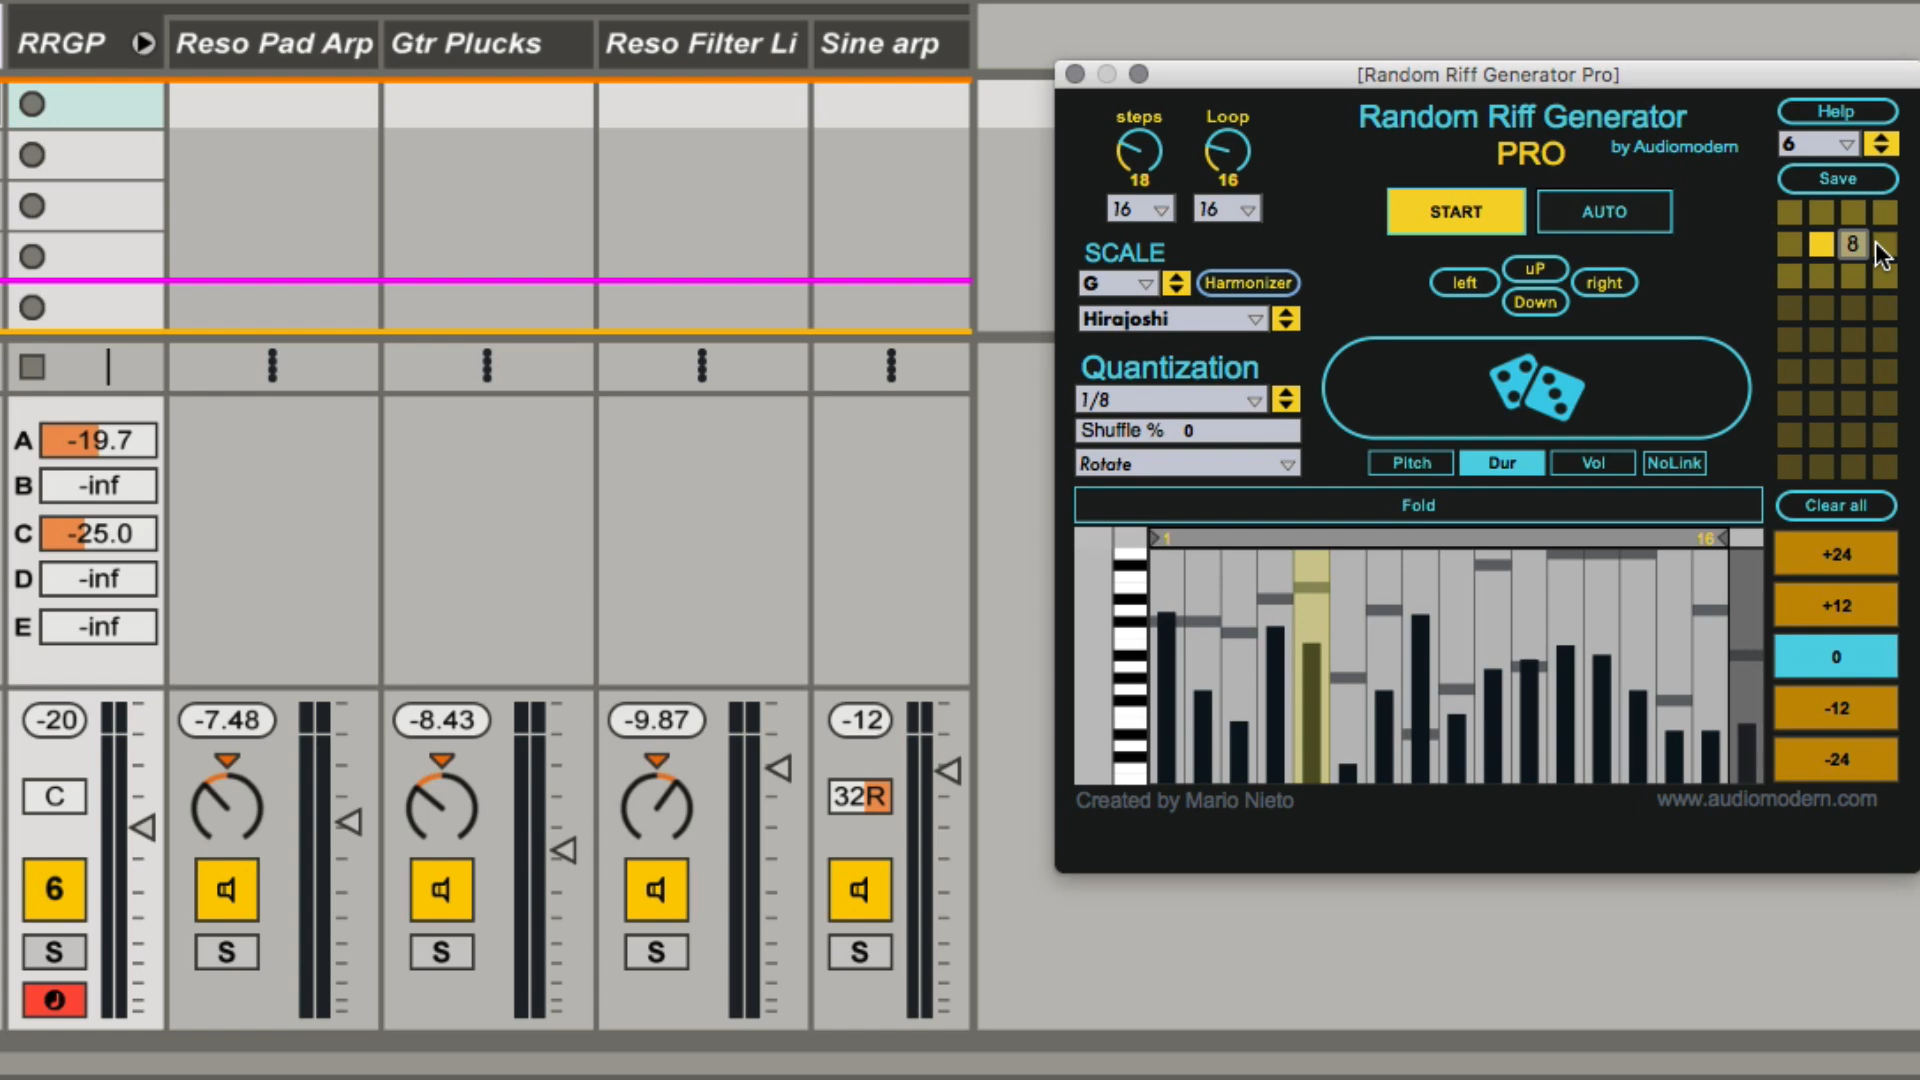 RRGP
Reso Pad Arp
Gtr Plucks
Reso Filter Li
Sine arp
A -19.7
B -inf
C -25.0
D -inf
E -inf
-20
-7.48
-8.43
-9.87
-12
C
32R
6
S
S
S
S
S
[Random Riff Generator Pro]
steps
Loop
18
16
16
16
Random Riff Generator
PRO
by Audiomodern
Help
6
Save
8
START
AUTO
SCALE
G
Harmonizer
Hirajoshi
left
uP
Down
right
Quantization
1/8
Shuffle % 0
Rotate
Pitch
Dur
Vol
NoLink
Fold
Clear all
1
16
+24
+12
0
-12
-24
Created by Mario Nieto
www.audiomodern.com